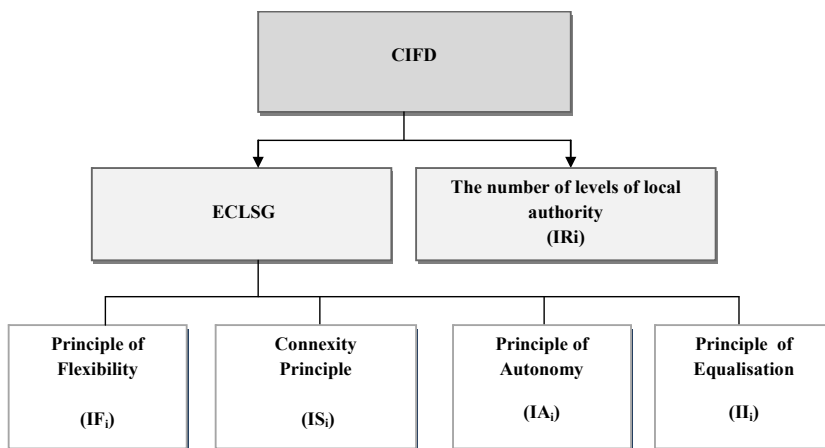 CIFD
ECLSG
The number of levels of local
authority
(IRi)
Principle of
Flexibility
(IFᵢ)
Connexity
Principle
(ISᵢ)
Principle of
Autonomy
(IAᵢ)
Principle of
Equalisation
(IIᵢ)